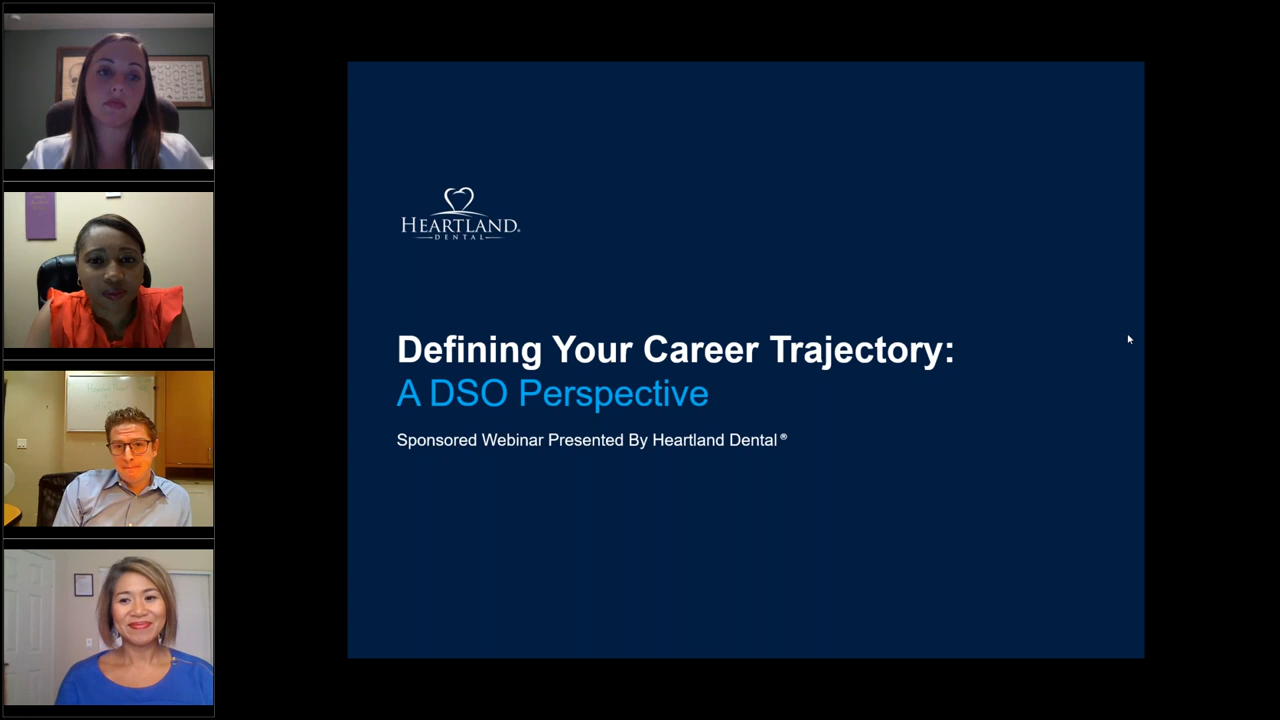 HEARTLAND®
DENTAL
Defining Your Career Trajectory:
A DSO Perspective
Sponsored Webinar Presented By Heartland Dental®